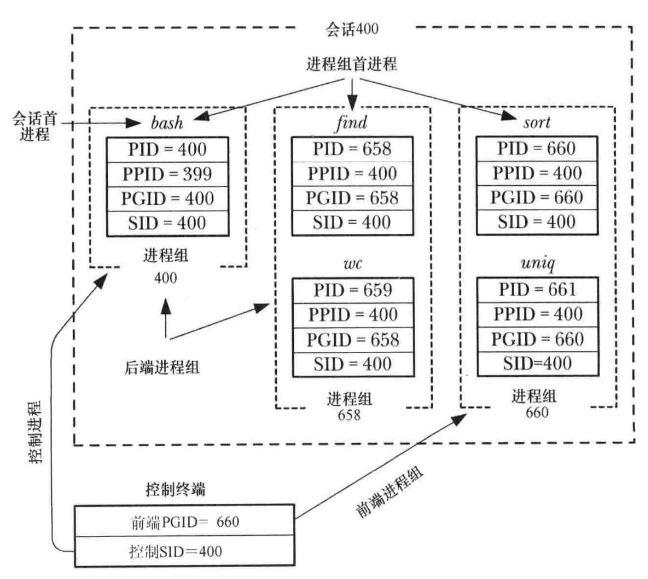 会话400
进程组首进程
会话首
进程
bash
PID = 400
PPID = 399
PGID = 400
SID = 400
进程组
400
find
PID = 658
PPID = 400
PGID = 658
SID = 400
wc
PID = 659
PPID = 400
PGID = 658
SID = 400
进程组
658
sort
PID = 660
PPID = 400
PGID = 660
SID = 400
uniq
PID = 661
PPID = 400
PGID = 660
SID=400
进程组
660
后端进程组
控制进程
前端进程组
控制终端
前端PGID= 660
控制SID=400